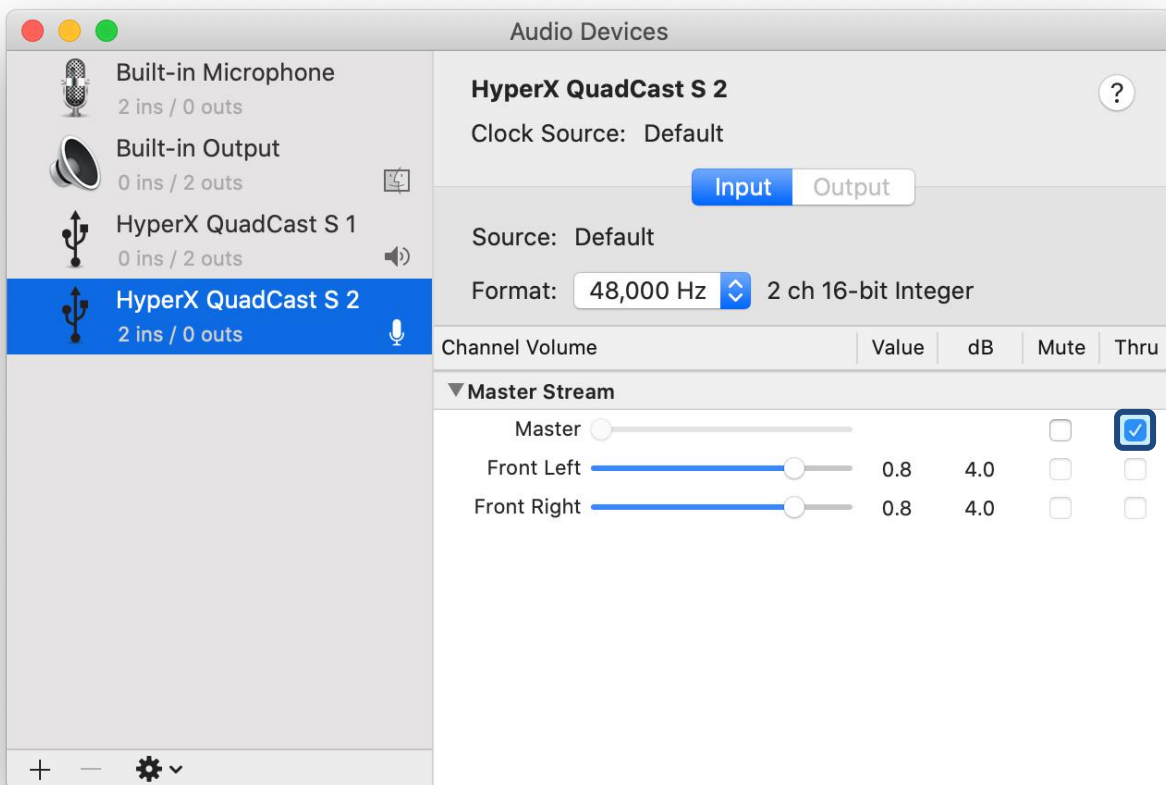 Audio Devices
Built-in Microphone
2 ins / 0 outs
Built-in Output
0 ins / 2 outs
HyperX QuadCast S 1
0 ins / 2 outs
HyperX QuadCast S 2
2 ins / 0 outs
HyperX QuadCast S 2
?
Clock Source: Default
Input Output
Source: Default
Format: 48,000 Hz 2 ch 16-bit Integer
Channel Volume Value dB Mute Thru
Master Stream
Master
Front Left 0.8 4.0
Front Right 0.8 4.0